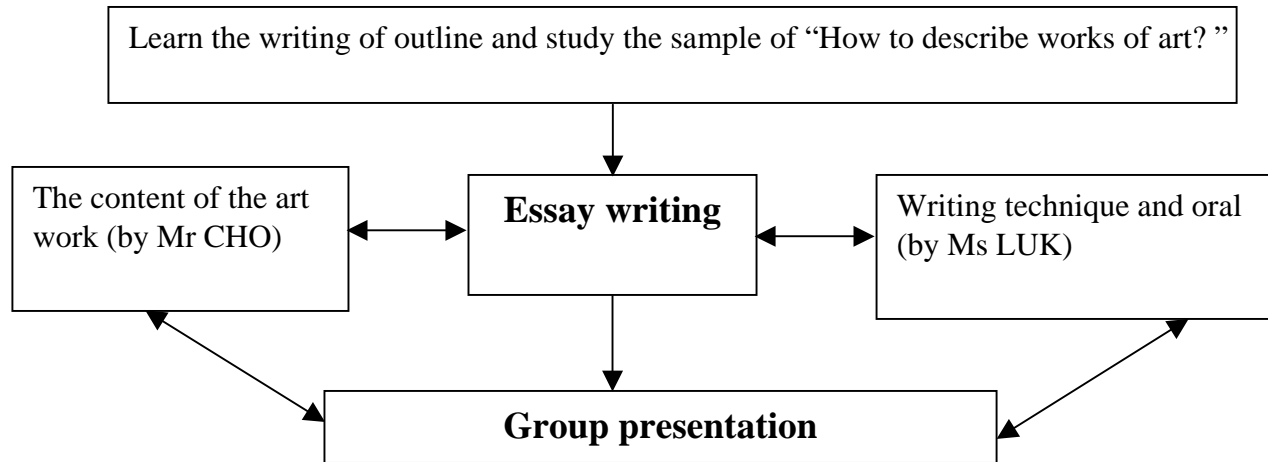 Learn the writing of outline and study the sample of “How to describe works of art? ”
The content of the art
work (by Mr CHO)
Essay writing
Writing technique and oral
(by Ms LUK)
Group presentation